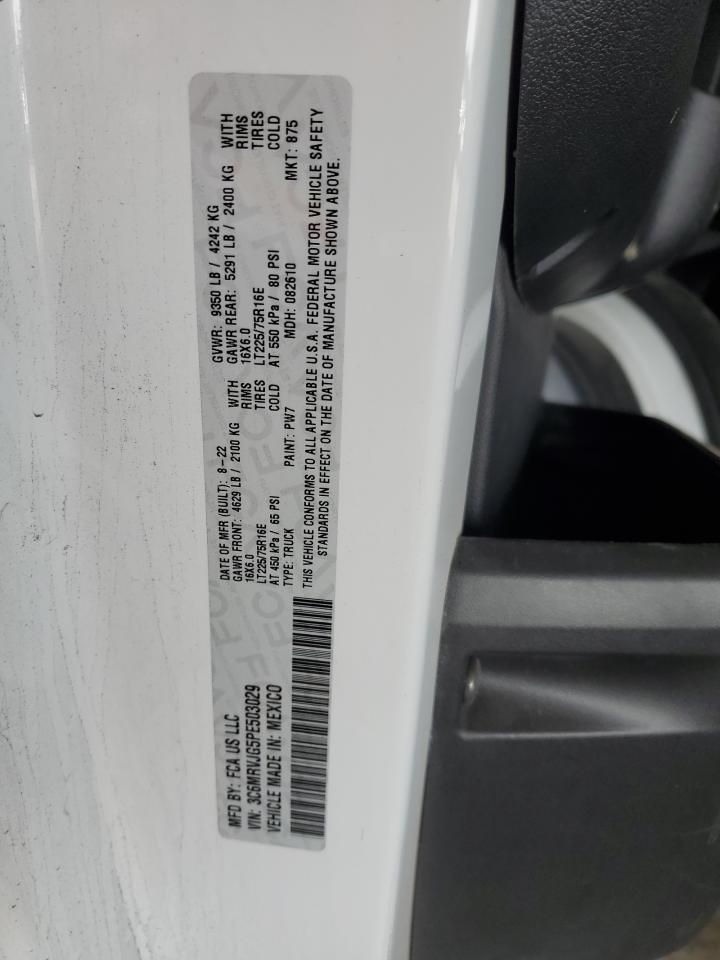 MFD BY: FCA US LLC
VIN: 3C6MRVJG5PE503029
VEHICLE MADE IN: MEXICO
DATE OF MFR (BUILT): 8-22
GAWR FRONT: 4629 LB / 2100 KG WITH
16X6.0 RIMS
LT225/75R16E TIRES
AT 450 kPa / 65 PSI COLD
TYPE: TRUCK PAINT: PW7
GVWR: 9350 LB / 4242 KG
GAWR REAR: 5291 LB / 2400 KG WITH
16X6.0 RIMS
LT225/75R16E TIRES
AT 550 kPa / 80 PSI COLD
MDH: 082610 MKT: 875
THIS VEHICLE CONFORMS TO ALL APPLICABLE U.S.A. FEDERAL MOTOR VEHICLE SAFETY
STANDARDS IN EFFECT ON THE DATE OF MANUFACTURE SHOWN ABOVE.